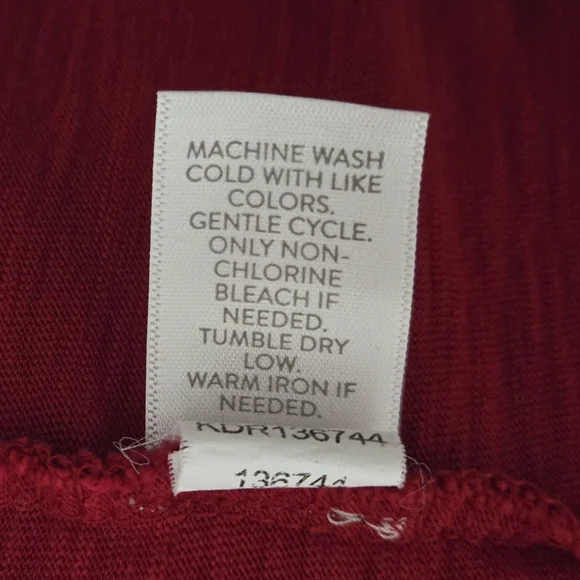 MACHINE WASH
COLD WITH LIKE
COLORS.
GENTLE CYCLE.
ONLY NON-
CHLORINE
BLEACH IF
NEEDED.
TUMBLE DRY
LOW.
WARM IRON IF
NEEDED.
KDR136744
136744